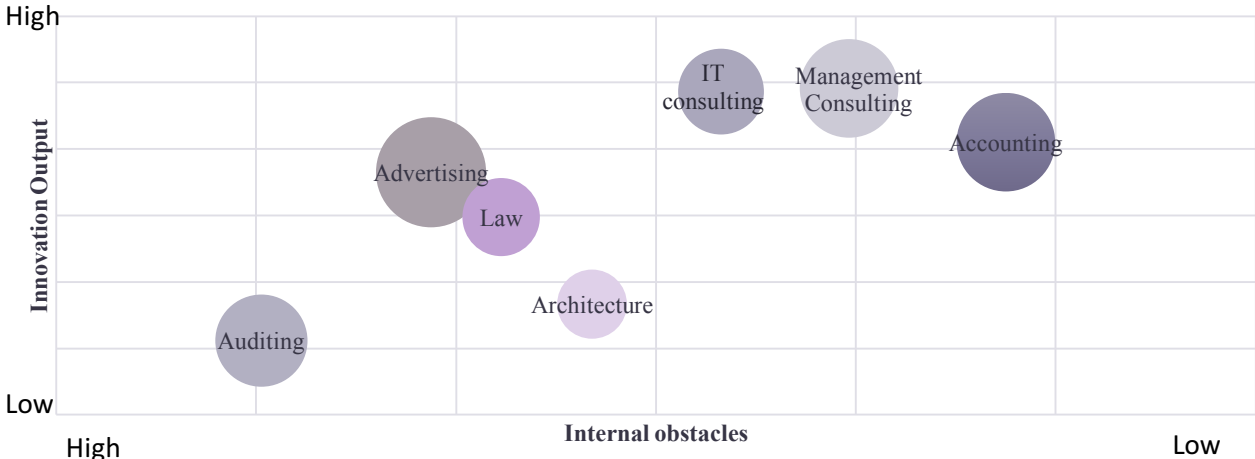 High
IT
consulting
Management
Consulting
Accounting
Advertising
Law
Architecture
Auditing
Innovation Output
Low
Internal obstacles
High
Low